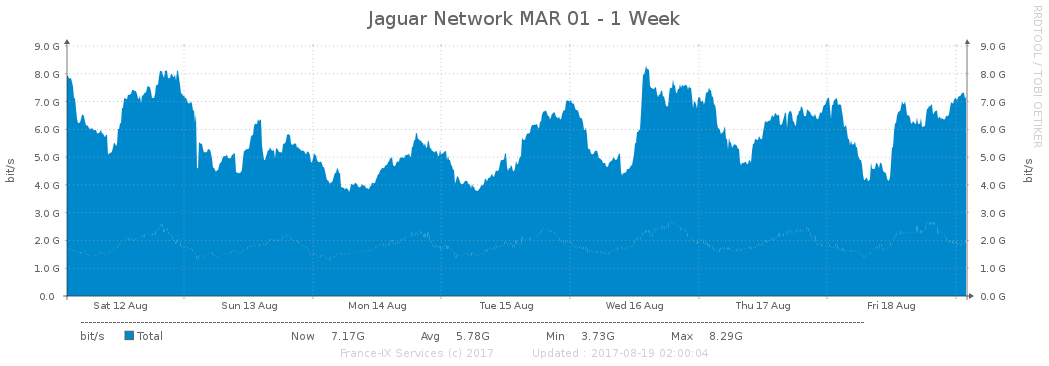 Jaguar Network MAR 01 - 1 Week
RRDTOOL / TOBI OETIKER
9.0 G 9.0 G
8.0 G 8.0 G
7.0 G 7.0 G
6.0 G 6.0 G
5.0 G 5.0 G
4.0 G 4.0 G
3.0 G 3.0 G
2.0 G 2.0 G
1.0 G 1.0 G
0.0 0.0 G
bit/s bit/s
Sat 12 Aug Sun 13 Aug Mon 14 Aug Tue 15 Aug Wed 16 Aug Thu 17 Aug Fri 18 Aug
bit/s Total Now 7.17G Avg 5.78G Min 3.73G Max 8.29G
France-IX Services (c) 2017 Updated : 2017-08-19 02:00:04